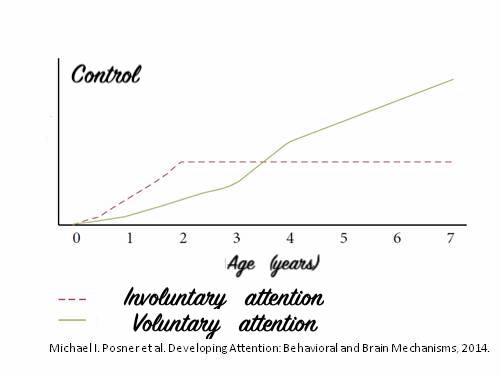 Control
0 1 2 3 4 5 6 7
Age (years)
Involuntary attention
Voluntary attention
Michael I. Posner et al. Developing Attention: Behavioral and Brain Mechanisms, 2014.